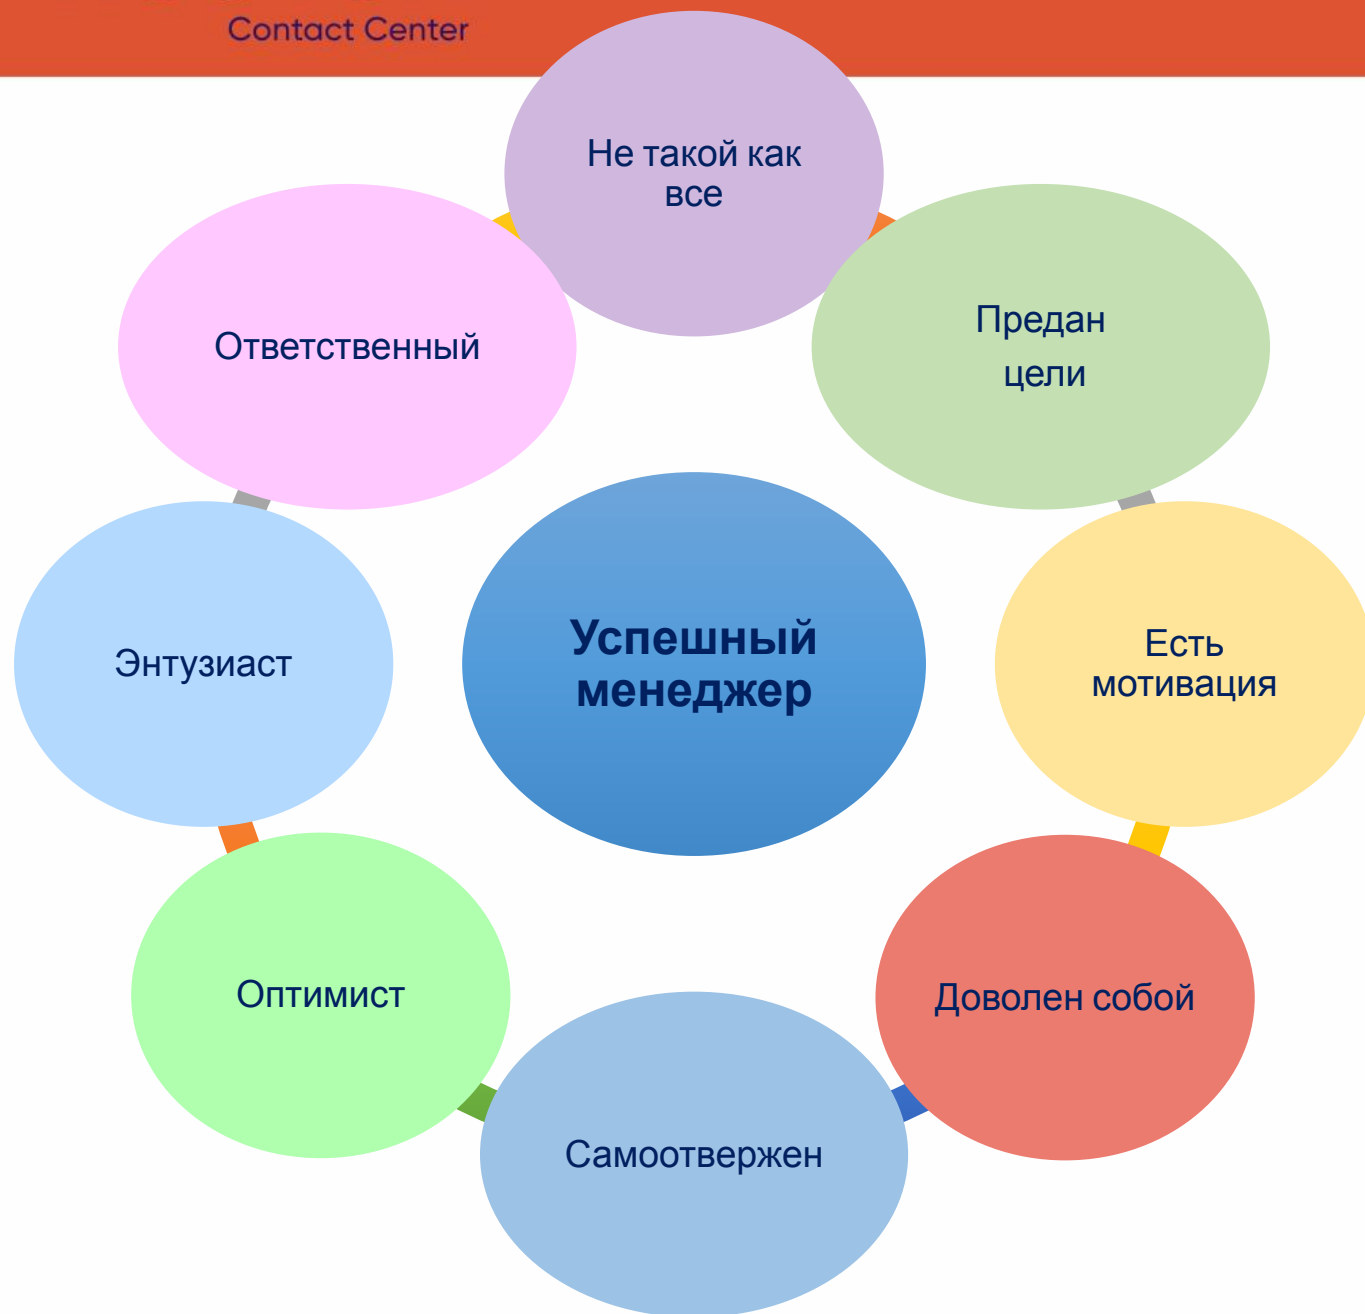 Contact Center
Не такой как
все
Предан
цели
Ответственный
Есть
мотивация
Энтузиаст
Успешный
менеджер
Доволен собой
Оптимист
Самоотвержен